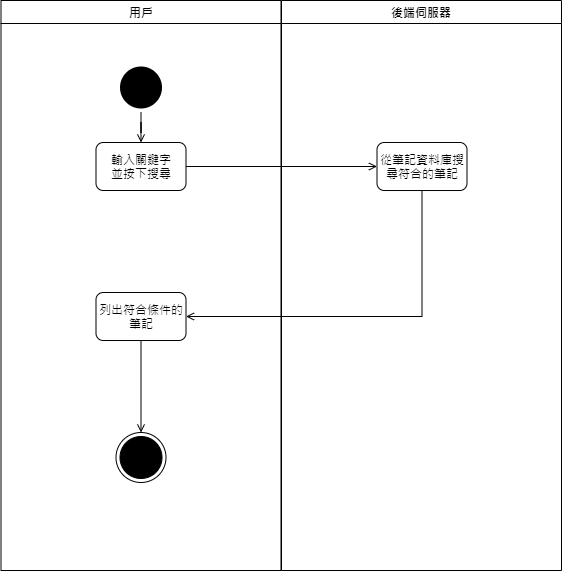 用戶
後端伺服器
輸入關鍵字
並按下搜尋
從筆記資料庫搜
尋符合的筆記
列出符合條件的
筆記